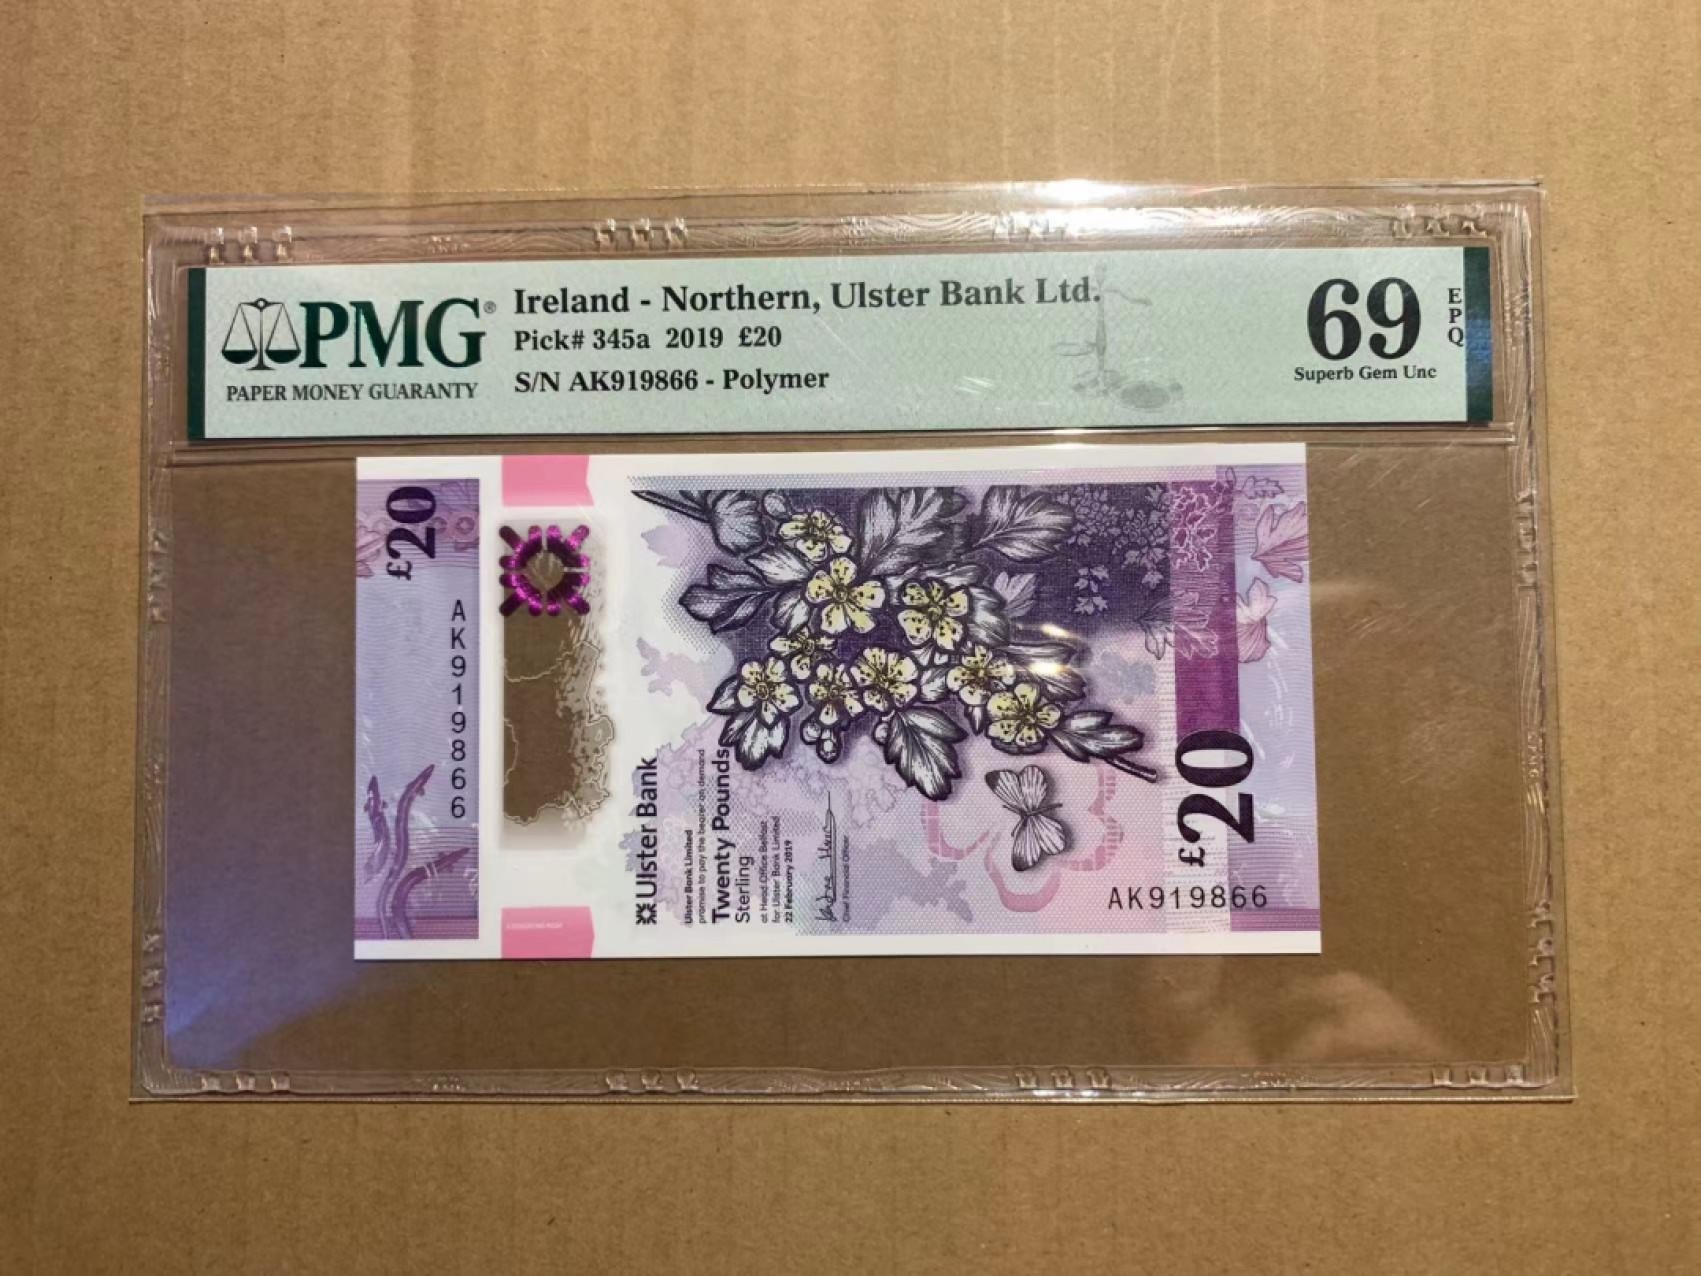 PMG®
PAPER MONEY GUARANTY
Ireland - Northern, Ulster Bank Ltd.
Pick# 345a 2019 £20
S/N AK919866 - Polymer
69
Superb Gem Unc
EPQ
£20
AK919866
Ulster Bank
Ulster Bank Limited
promise to pay the bearer on demand
Twenty Pounds
Sterling
at Head Office Belfast
for Ulster Bank Limited
22 February 2019
Chief Financial Officer
£20
AK919866